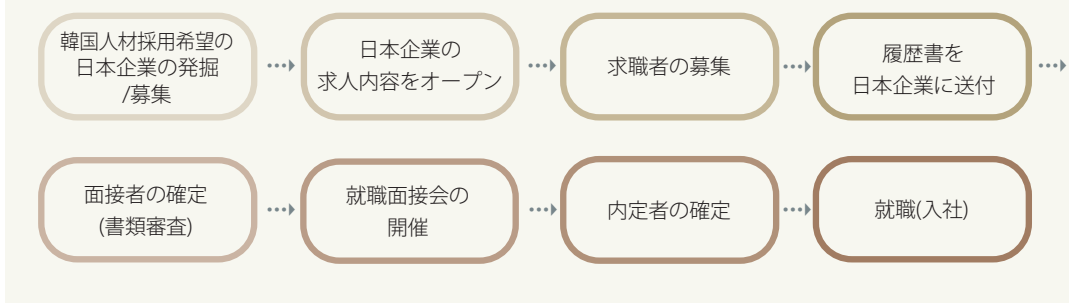 韓国人材採用希望の
日本企業の発掘
/募集
日本企業の
求人内容をオープン
求職者の募集
履歴書を
日本企業に送付
面接者の確定
(書類審査)
就職面接会の
開催
内定者の確定
就職(入社)